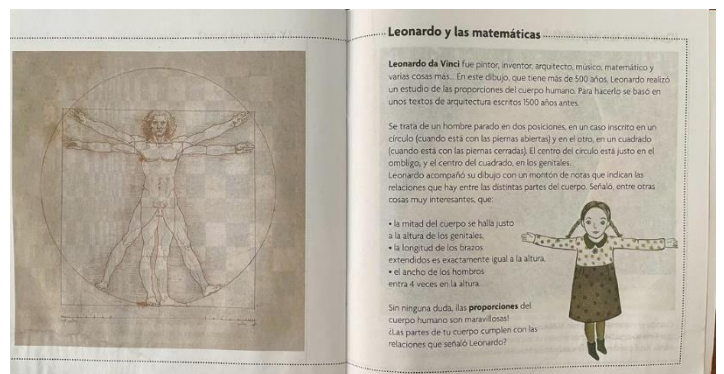 Leonardo y las matemáticas
Leonardo da Vinci fue pintor, inventor, arquitecto, músico, matemático y
varias cosas más... En este dibujo, que tiene más de 500 años, Leonardo realizó
un estudio de las proporciones del cuerpo humano. Para hacerlo se basó en
unos textos de arquitectura escritos 1500 años antes.
Se trata de un hombre parado en dos posiciones, en un caso inscrito en un
círculo (cuando está con las piernas abiertas) y en el otro, en un cuadrado
(cuando está con las piernas cerradas). El centro del círculo está justo en el
ombligo, y el centro del cuadrado, en los genitales.
Leonardo acompañó su dibujo con un montón de notas que indican las
relaciones que hay entre las distintas partes del cuerpo. Señaló, entre otras
cosas muy interesantes, que:
• la mitad del cuerpo se halla justo
a la altura de los genitales,
• la longitud de los brazos
extendidos es exactamente igual a la altura,
• el ancho de los hombros
entra 4 veces en la altura.
Sin ninguna duda, ¡las proporciones del
cuerpo humano son maravillosas!
¿Las partes de tu cuerpo cumplen con las
relaciones que señaló Leonardo?